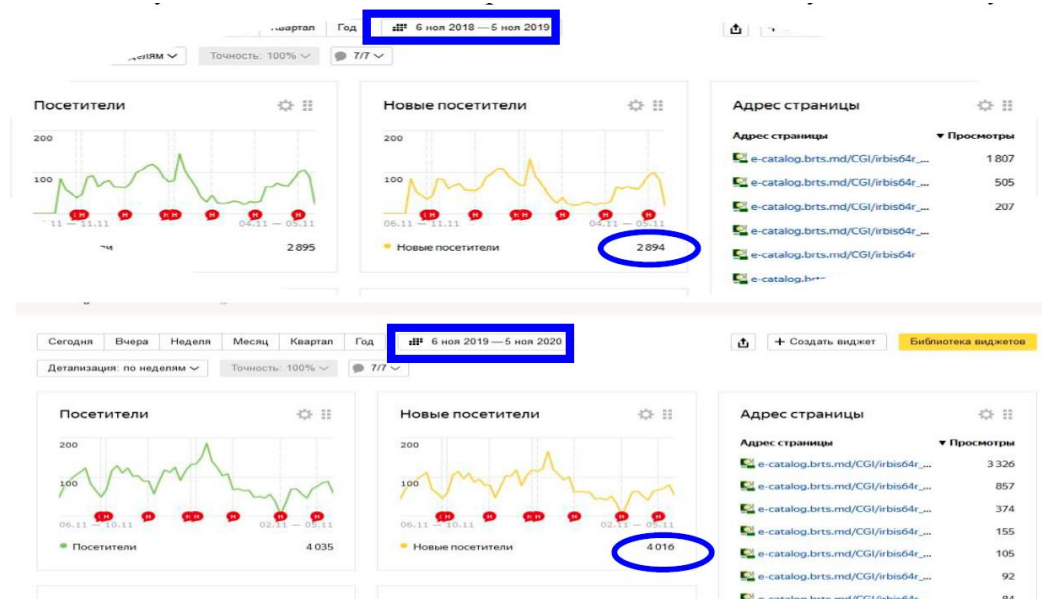 Год 6 ноя 2018 — 5 ноя 2019
Точность: 100% 7/7
Посетители Новые посетители Адрес страницы
Адрес страницы ▼ Просмотры
200 200
e-catalog.brts.md/CGI/irbis64r_... 1 807
100 100
e-catalog.brts.md/CGI/irbis64r_... 505
e-catalog.brts.md/CGI/irbis64r_... 207
Н Н Н Н Н Н Н Н Н Н
11 — 11.11 04.11 — 05.11 06.11 — 11.11 04.11 — 05.11
e-catalog.brts.md/CGI/irbis64r_...
2 895 Новые посетители 2 894
e-catalog.brts.md/CGI/irbis64r
Сегодня Вчера Неделя Месяц Квартал Год 6 ноя 2019 — 5 ноя 2020 + Создать виджет Библиотека виджетов
Детализация: по неделям Точность: 100% 7/7
Посетители Новые посетители Адрес страницы
Адрес страницы ▼ Просмотры
200 200
e-catalog.brts.md/CGI/irbis64r_... 3 326
100 100
e-catalog.brts.md/CGI/irbis64r_... 857
e-catalog.brts.md/CGI/irbis64r_... 374
Н Н Н Н Н Н Н Н Н Н
06.11 — 10.11 02.11 — 05.11 06.11 — 10.11 02.11 — 05.11
e-catalog.brts.md/CGI/irbis64r_... 155
Посетители 4 035 Новые посетители 4 016
e-catalog.brts.md/CGI/irbis64r_... 105
e-catalog.brts.md/CGI/irbis64r_... 92